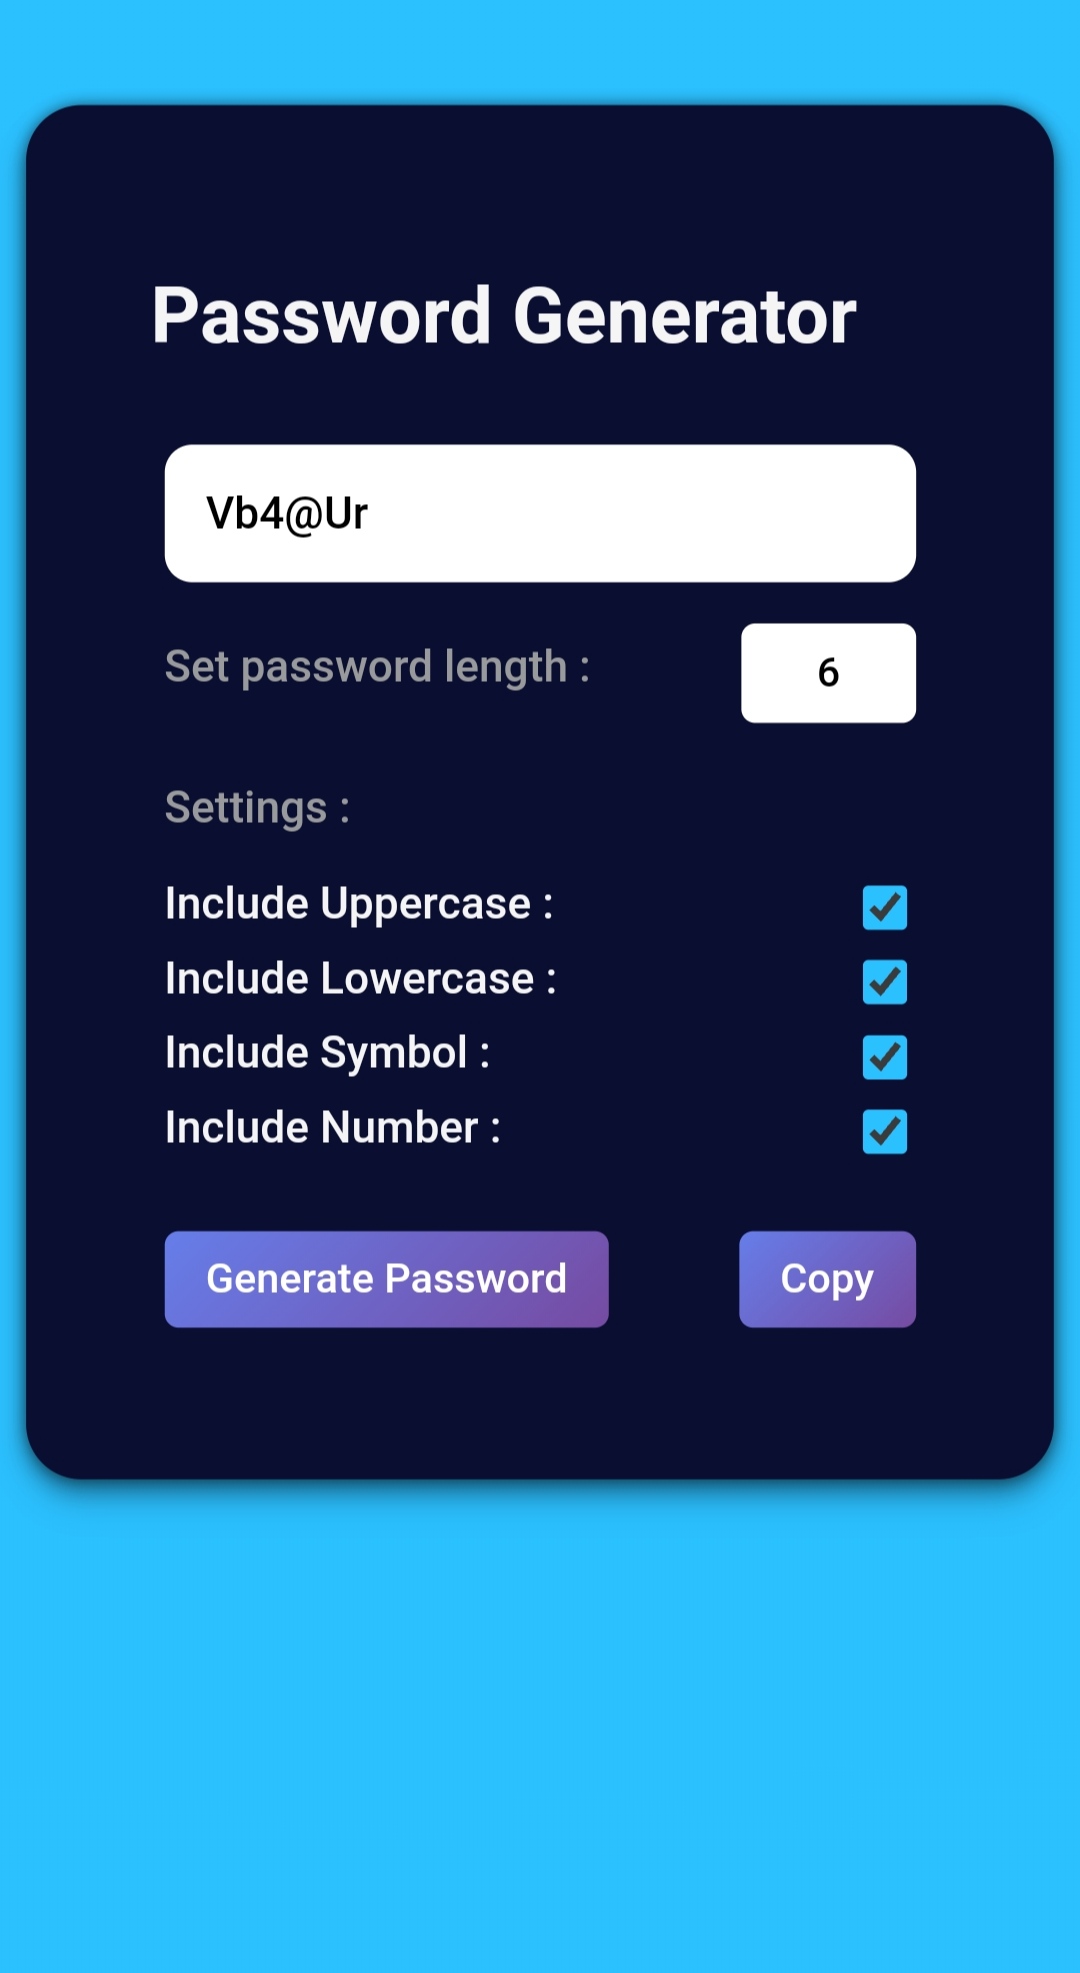 Password Generator
Vb4@Ur
Set password length :
6
Settings :
Include Uppercase :
Include Lowercase :
Include Symbol :
Include Number :
Generate Password
Copy